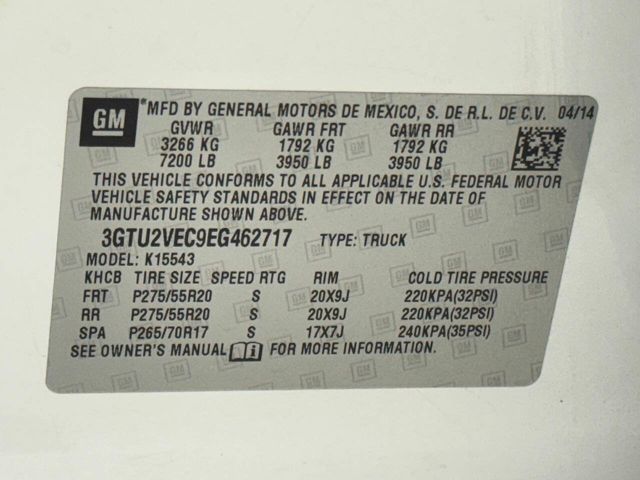 GM MFD BY GENERAL MOTORS DE MEXICO, S. DE R.L. DE C.V. 04/14
GVWR GAWR FRT GAWR RR
3266 KG 1792 KG 1792 KG
7200 LB 3950 LB 3950 LB
THIS VEHICLE CONFORMS TO ALL APPLICABLE U.S. FEDERAL MOTOR
VEHICLE SAFETY STANDARDS IN EFFECT ON THE DATE OF
MANUFACTURE SHOWN ABOVE.
3GTU2VEC9EG462717 TYPE: TRUCK
MODEL: K15543
KHCB TIRE SIZE SPEED RTG RIM COLD TIRE PRESSURE
FRT P275/55R20 S 20X9J 220KPA(32PSI)
RR P275/55R20 S 20X9J 220KPA(32PSI)
SPA P265/70R17 S 17X7J 240KPA(35PSI)
SEE OWNER'S MANUAL FOR MORE INFORMATION.